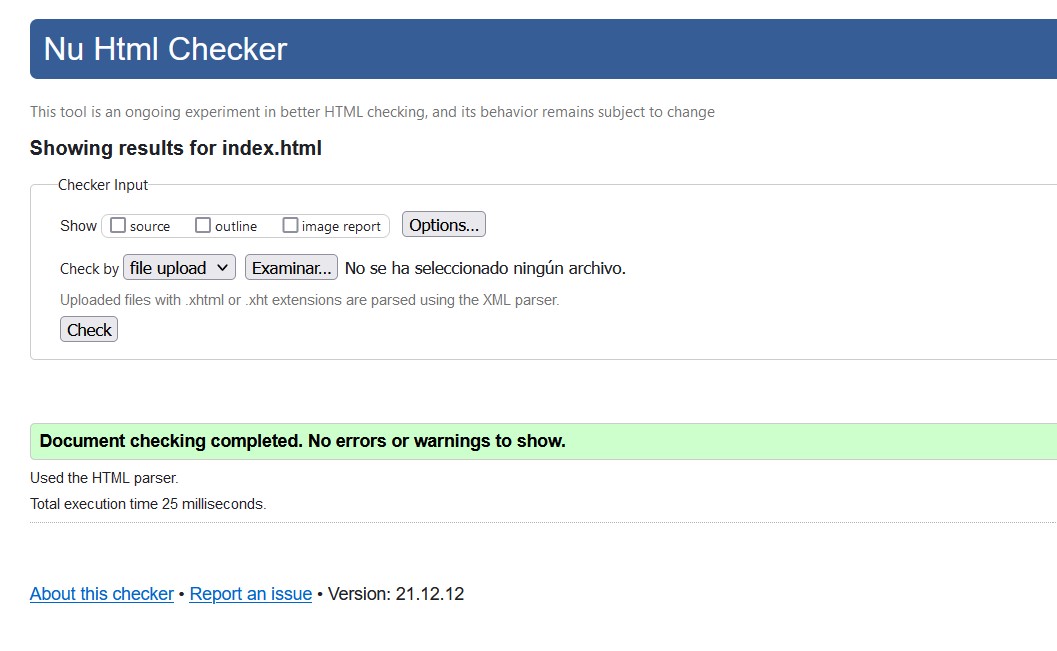 Nu Html Checker
This tool is an ongoing experiment in better HTML checking, and its behavior remains subject to change
Showing results for index.html
Checker Input
Show source outline image report Options...
Check by file upload Examinar... No se ha seleccionado ningún archivo.
Uploaded files with .xhtml or .xht extensions are parsed using the XML parser.
Check
Document checking completed. No errors or warnings to show.
Used the HTML parser.
Total execution time 25 milliseconds.
About this checker • Report an issue • Version: 21.12.12